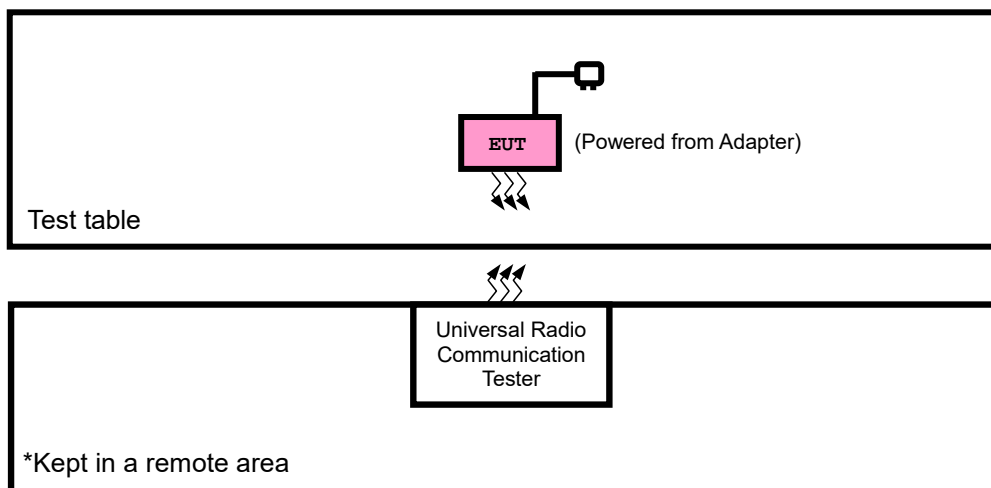 EUT
(Powered from Adapter)
Test table
Universal Radio
Communication
Tester
*Kept in a remote area